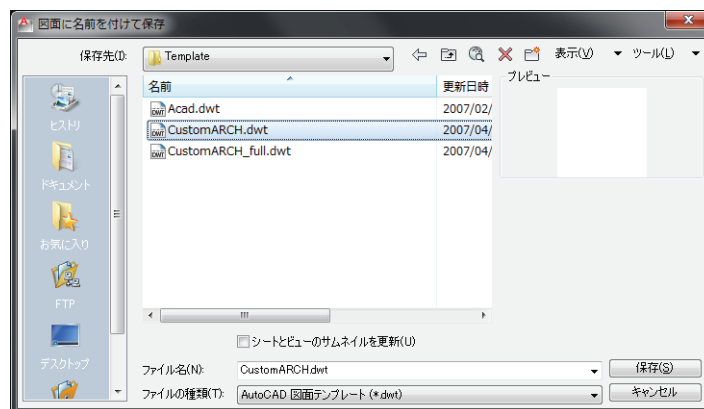 図面に名前を付けて保存
保存先(I): Template 表示(V) ツール(L)
名前 更新日時 プレビュー
Acad.dwt 2007/02/
CustomARCH.dwt 2007/04/
CustomARCH_full.dwt 2007/04/
ヒストリ
ドキュメント
お気に入り
FTP
デスクトップ
シートとビューのサムネイルを更新(U)
ファイル名(N): CustomARCH.dwt 保存(S)
ファイルの種類(T): AutoCAD 図面テンプレート (*.dwt) キャンセル